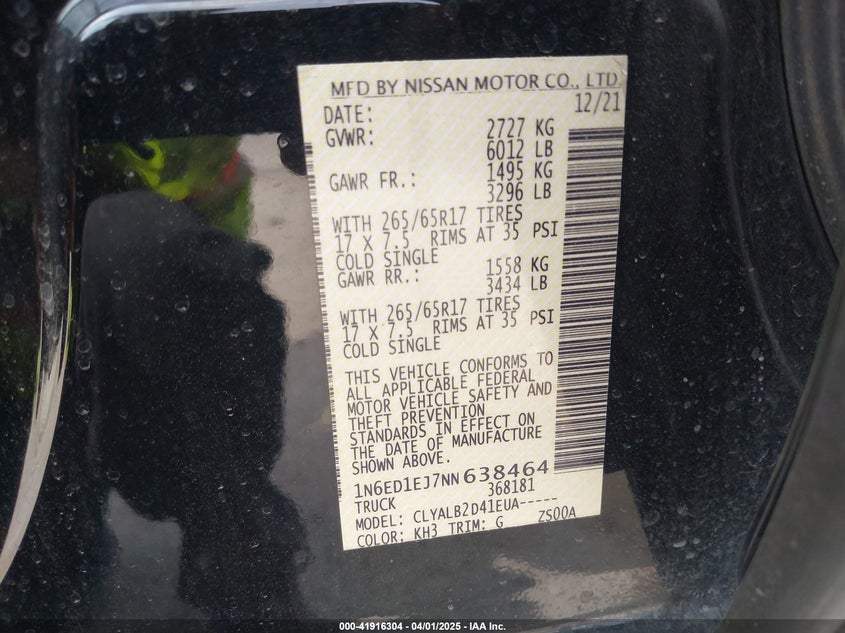 MFD BY NISSAN MOTOR CO., LTD.
DATE: 12/21
GVWR: 2727 KG
6012 LB
GAWR FR.: 1495 KG
3296 LB
WITH 265/65R17 TIRES
17 X 7.5 RIMS AT 35 PSI
COLD SINGLE
GAWR RR.: 1558 KG
3434 LB
WITH 265/65R17 TIRES
17 X 7.5 RIMS AT 35 PSI
COLD SINGLE
THIS VEHICLE CONFORMS TO
ALL APPLICABLE FEDERAL
MOTOR VEHICLE SAFETY AND
THEFT PREVENTION
STANDARDS IN EFFECT ON
THE DATE OF MANUFACTURE
SHOWN ABOVE.
1N6ED1EJ7NN638464
TRUCK 368181
MODEL: CLYALB2D41EUA-----
COLOR: KH3 TRIM: G ZS00A
000-41916304 - 04/01/2025 - IAA Inc.